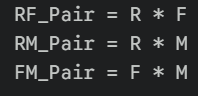 RF_Pair = R * F
RM_Pair = R * M
FM_Pair = F * M